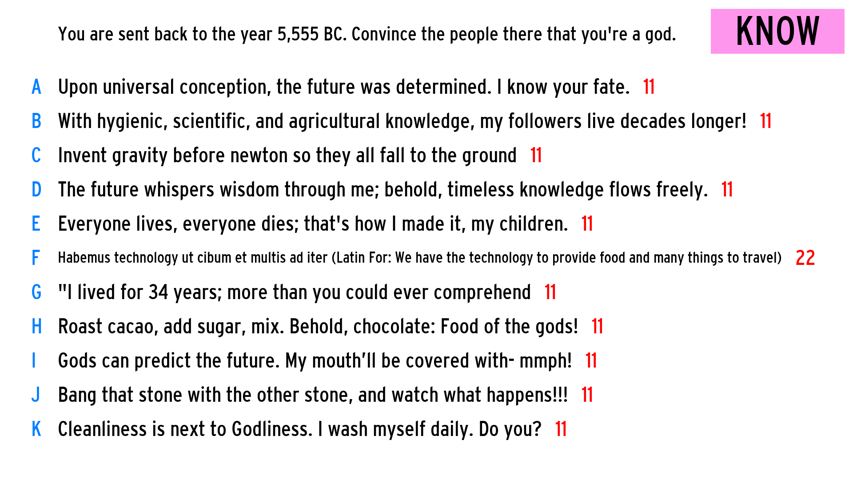 You are sent back to the year 5,555 BC. Convince the people there that you're a god.
KNOW
A Upon universal conception, the future was determined. I know your fate. 11
B With hygienic, scientific, and agricultural knowledge, my followers live decades longer! 11
C Invent gravity before newton so they all fall to the ground 11
D The future whispers wisdom through me; behold, timeless knowledge flows freely. 11
E Everyone lives, everyone dies; that's how I made it, my children. 11
F Habemus technology ut cibum et multis ad iter (Latin For: We have the technology to provide food and many things to travel) 22
G "I lived for 34 years; more than you could ever comprehend 11
H Roast cacao, add sugar, mix. Behold, chocolate: Food of the gods! 11
I Gods can predict the future. My mouth’ll be covered with- mmph! 11
J Bang that stone with the other stone, and watch what happens!!! 11
K Cleanliness is next to Godliness. I wash myself daily. Do you? 11